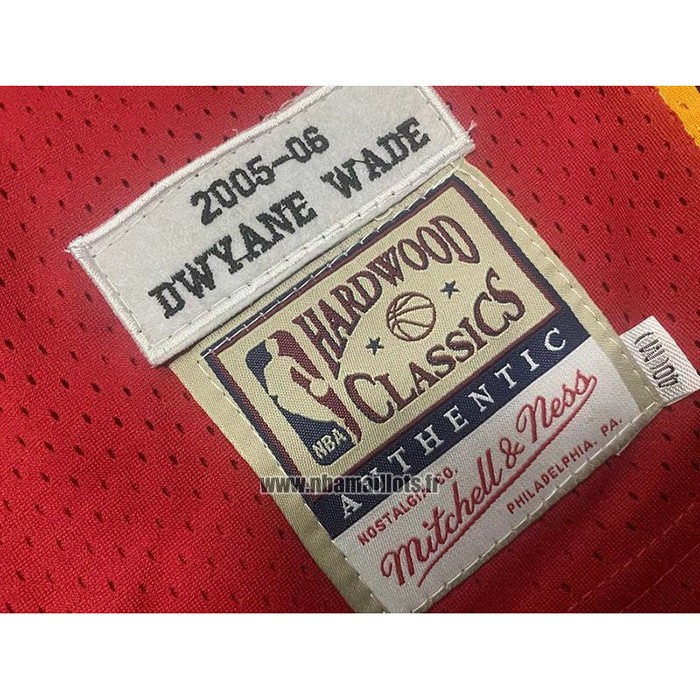 2005-06
DWYANE WADE
HARDWOOD
CLASSICS
NBA
AUTHENTIC
www.nbamaillots.fr
NOSTALGIA CO.
Mitchell & Ness
PHILADELPHIA, PA.